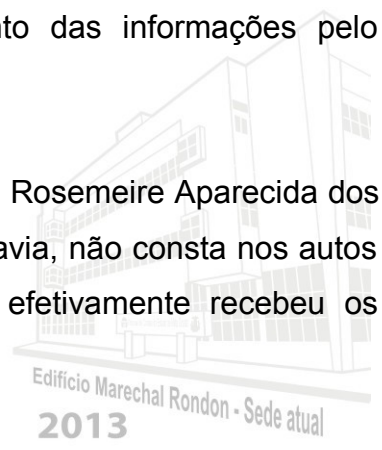 nto das informações pelo
Rosemeire Aparecida dos
avia, não consta nos autos
efetivamente recebeu os
Edifício Marechal Rondon - Sede atual
2013